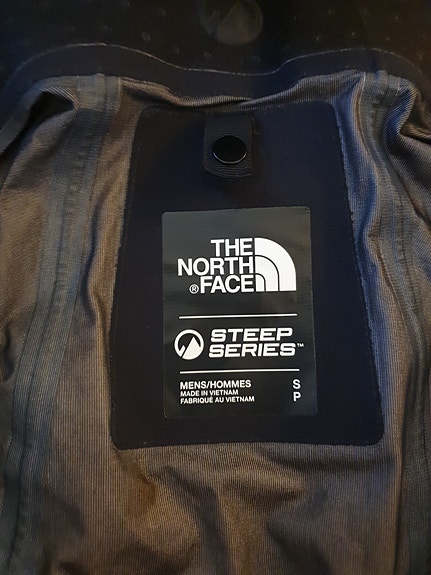 THE
NORTH
® FACE
STEEP
SERIES™
MENS/HOMMES S
MADE IN VIETNAM P
FABRIQUÉ AU VIETNAM